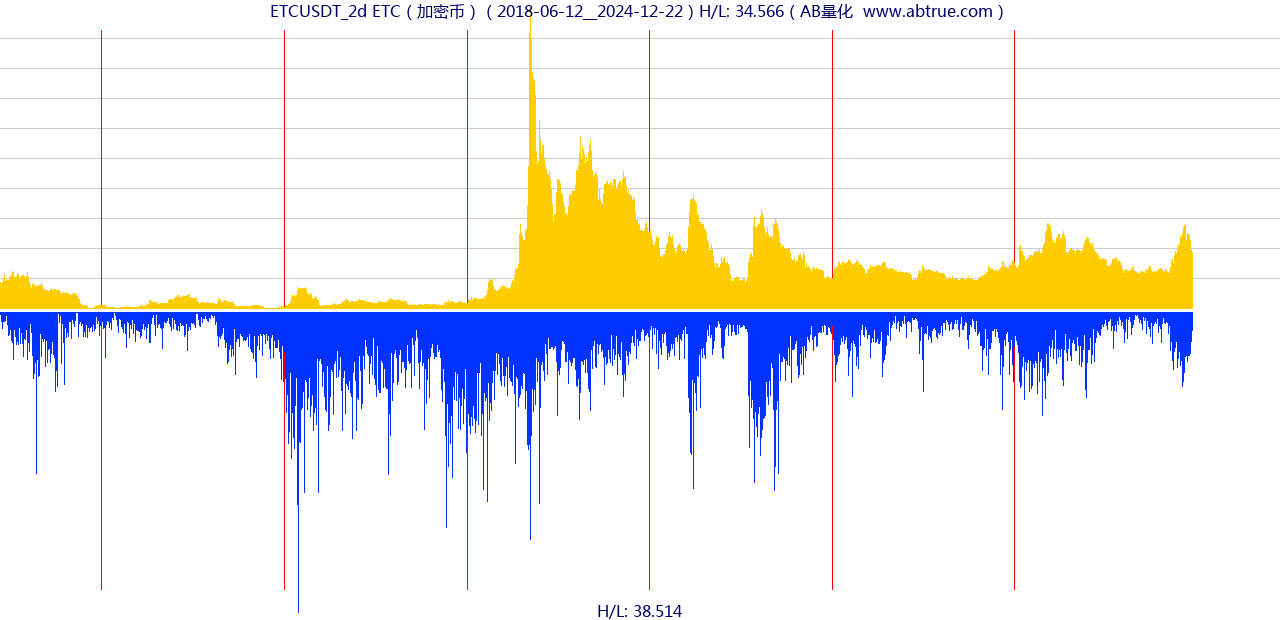 ETCUSDT_2d ETC ( 加密币 ) ( 2018-06-12__2024-12-22 ) H/L: 34.566 ( AB量化 www.abtrue.com )
H/L: 38.514